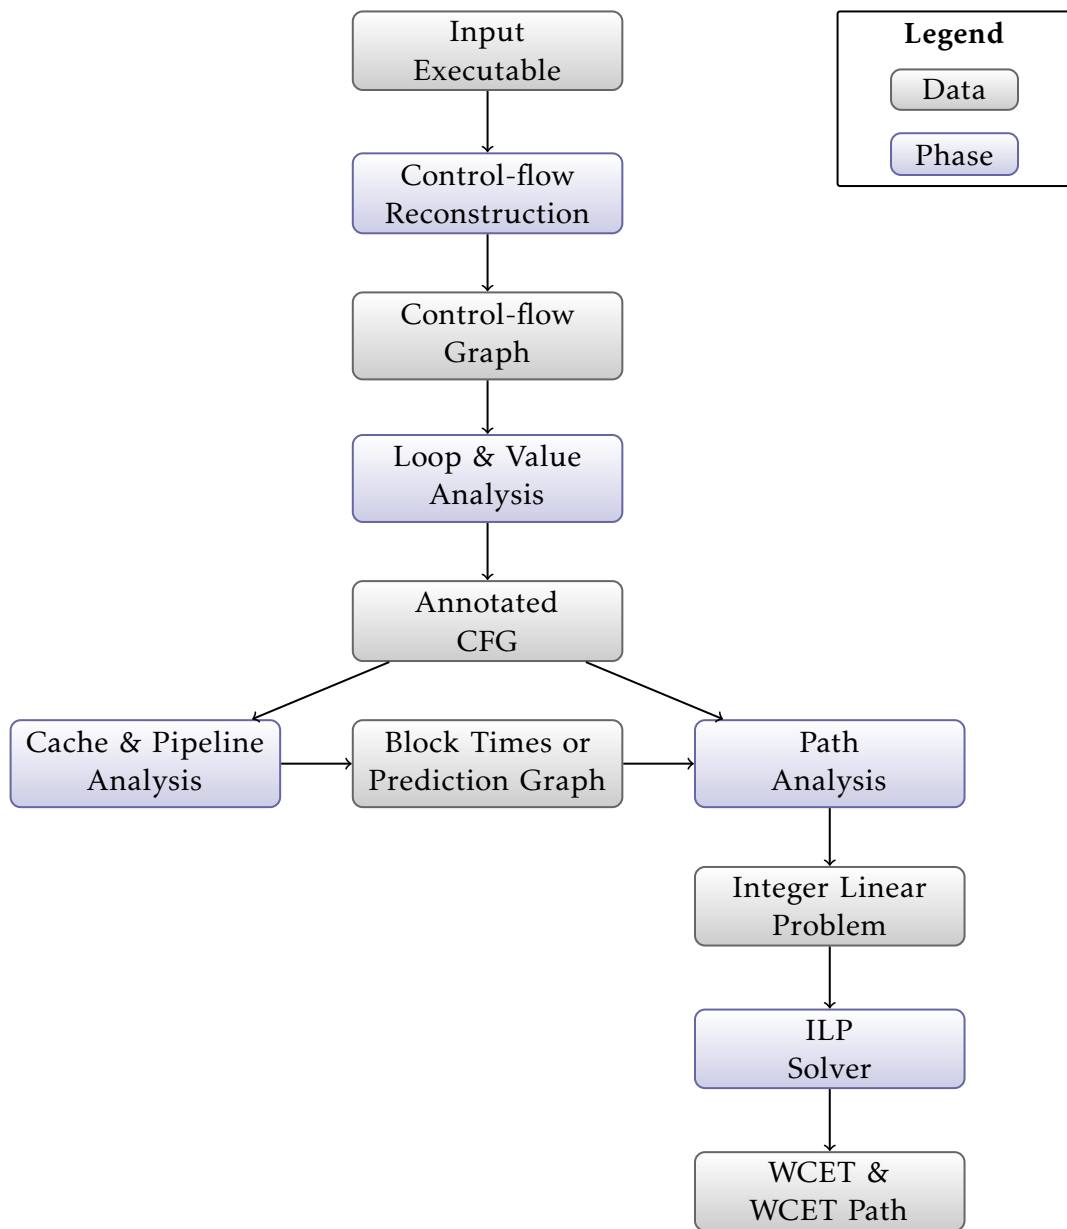 Input
Executable
Legend
Data
Phase
Control-flow
Reconstruction
Control-flow
Graph
Loop & Value
Analysis
Annotated
CFG
Cache & Pipeline
Analysis
Block Times or
Prediction Graph
Path
Analysis
Integer Linear
Problem
ILP
Solver
WCET &
WCET Path